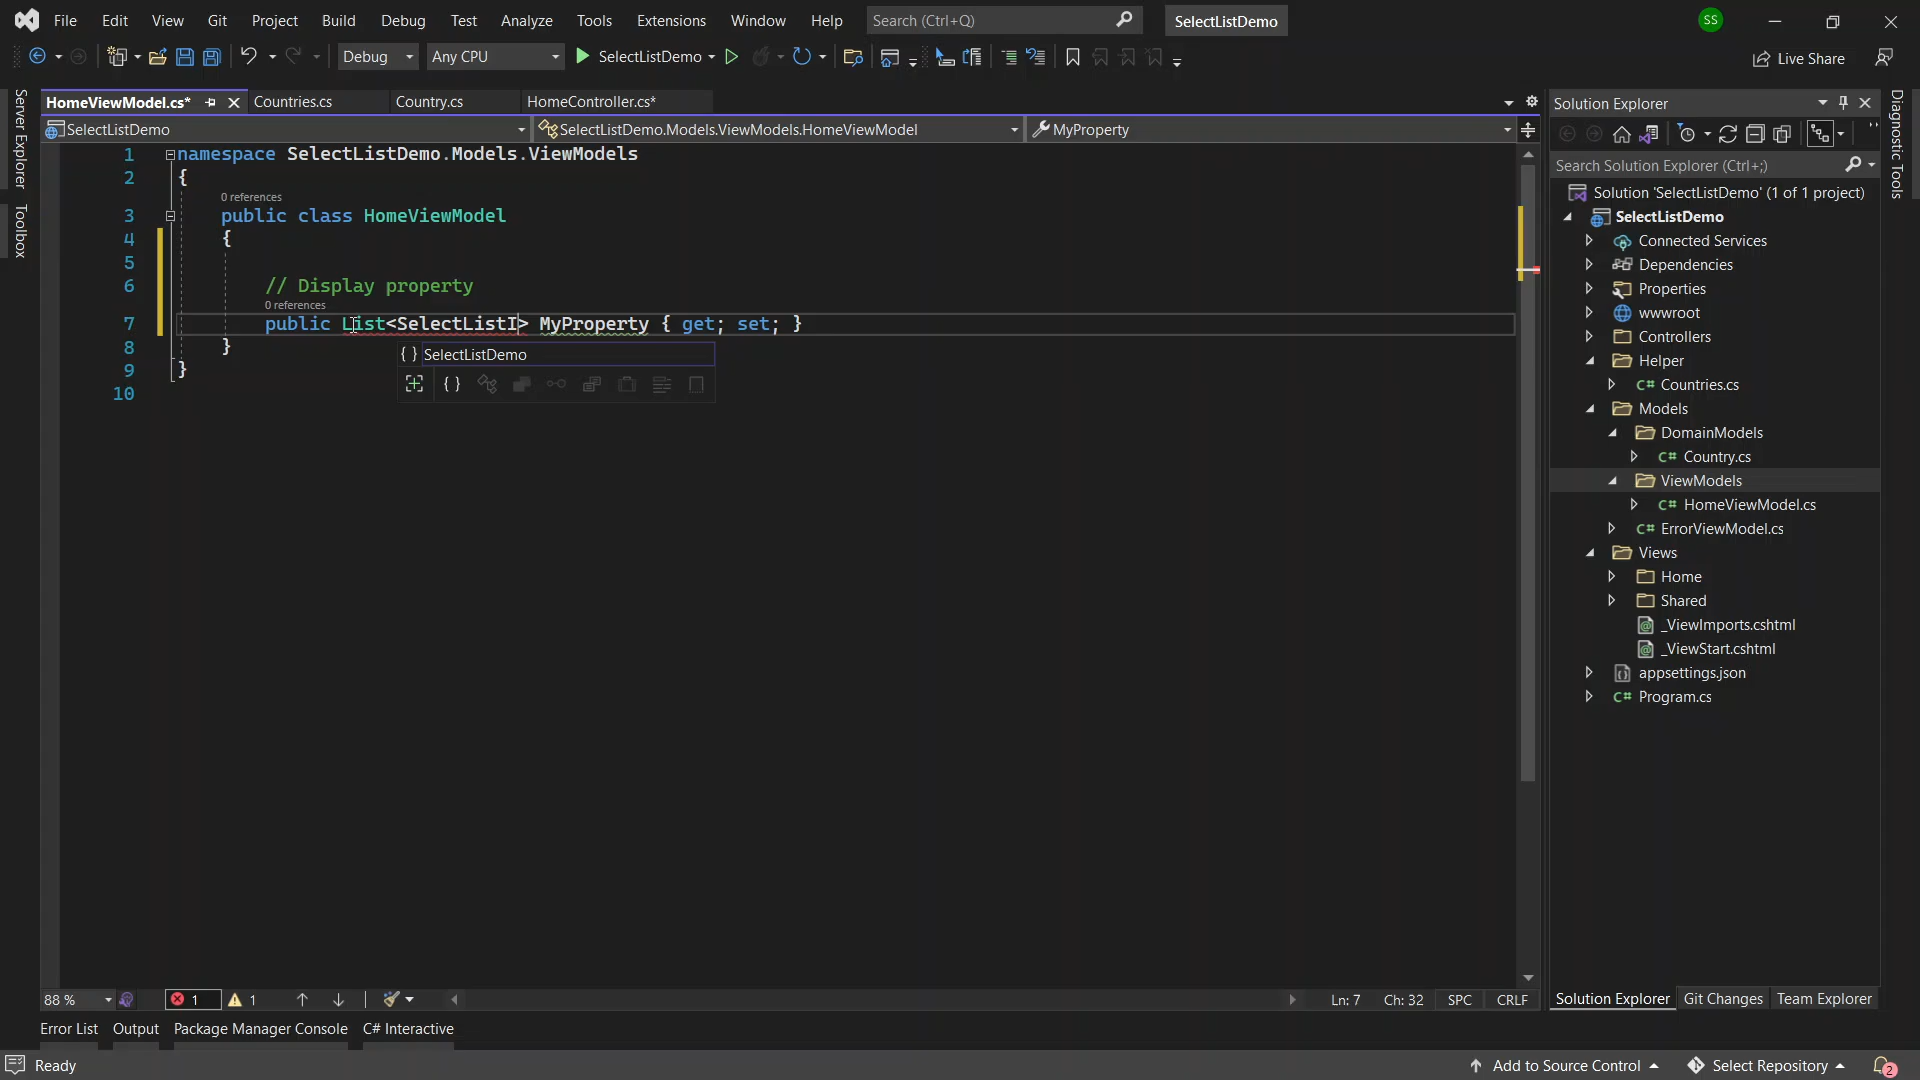 File Edit View Git Project Build Debug Test Analyze Tools Extensions Window Help Search (Ctrl+Q) SelectListDemo SS
Debug Any CPU SelectListDemo Live Share
HomeViewModel.cs* Countries.cs Country.cs HomeController.cs*
SelectListDemo SelectListDemo.Models.ViewModels.HomeViewModel MyProperty
Server Explorer
Toolbox
1 namespace SelectListDemo.Models.ViewModels
2 {
0 references
3 public class HomeViewModel
4 {
5
6 // Display property
0 references
7 public List<SelectListI> MyProperty { get; set; }
8 }
9 }
10
{ } SelectListDemo
{ }
88 % 1 1 Ln: 7 Ch: 32 SPC CRLF
Solution Explorer
Search Solution Explorer (Ctrl+;)
Solution 'SelectListDemo' (1 of 1 project)
SelectListDemo
Connected Services
Dependencies
Properties
wwwroot
Controllers
Helper
C# Countries.cs
Models
DomainModels
C# Country.cs
ViewModels
C# HomeViewModel.cs
C# ErrorViewModel.cs
Views
Home
Shared
_ViewImports.cshtml
_ViewStart.cshtml
appsettings.json
C# Program.cs
Solution Explorer Git Changes Team Explorer
Diagnostic Tools
Error List Output Package Manager Console C# Interactive
Ready Add to Source Control Select Repository 2